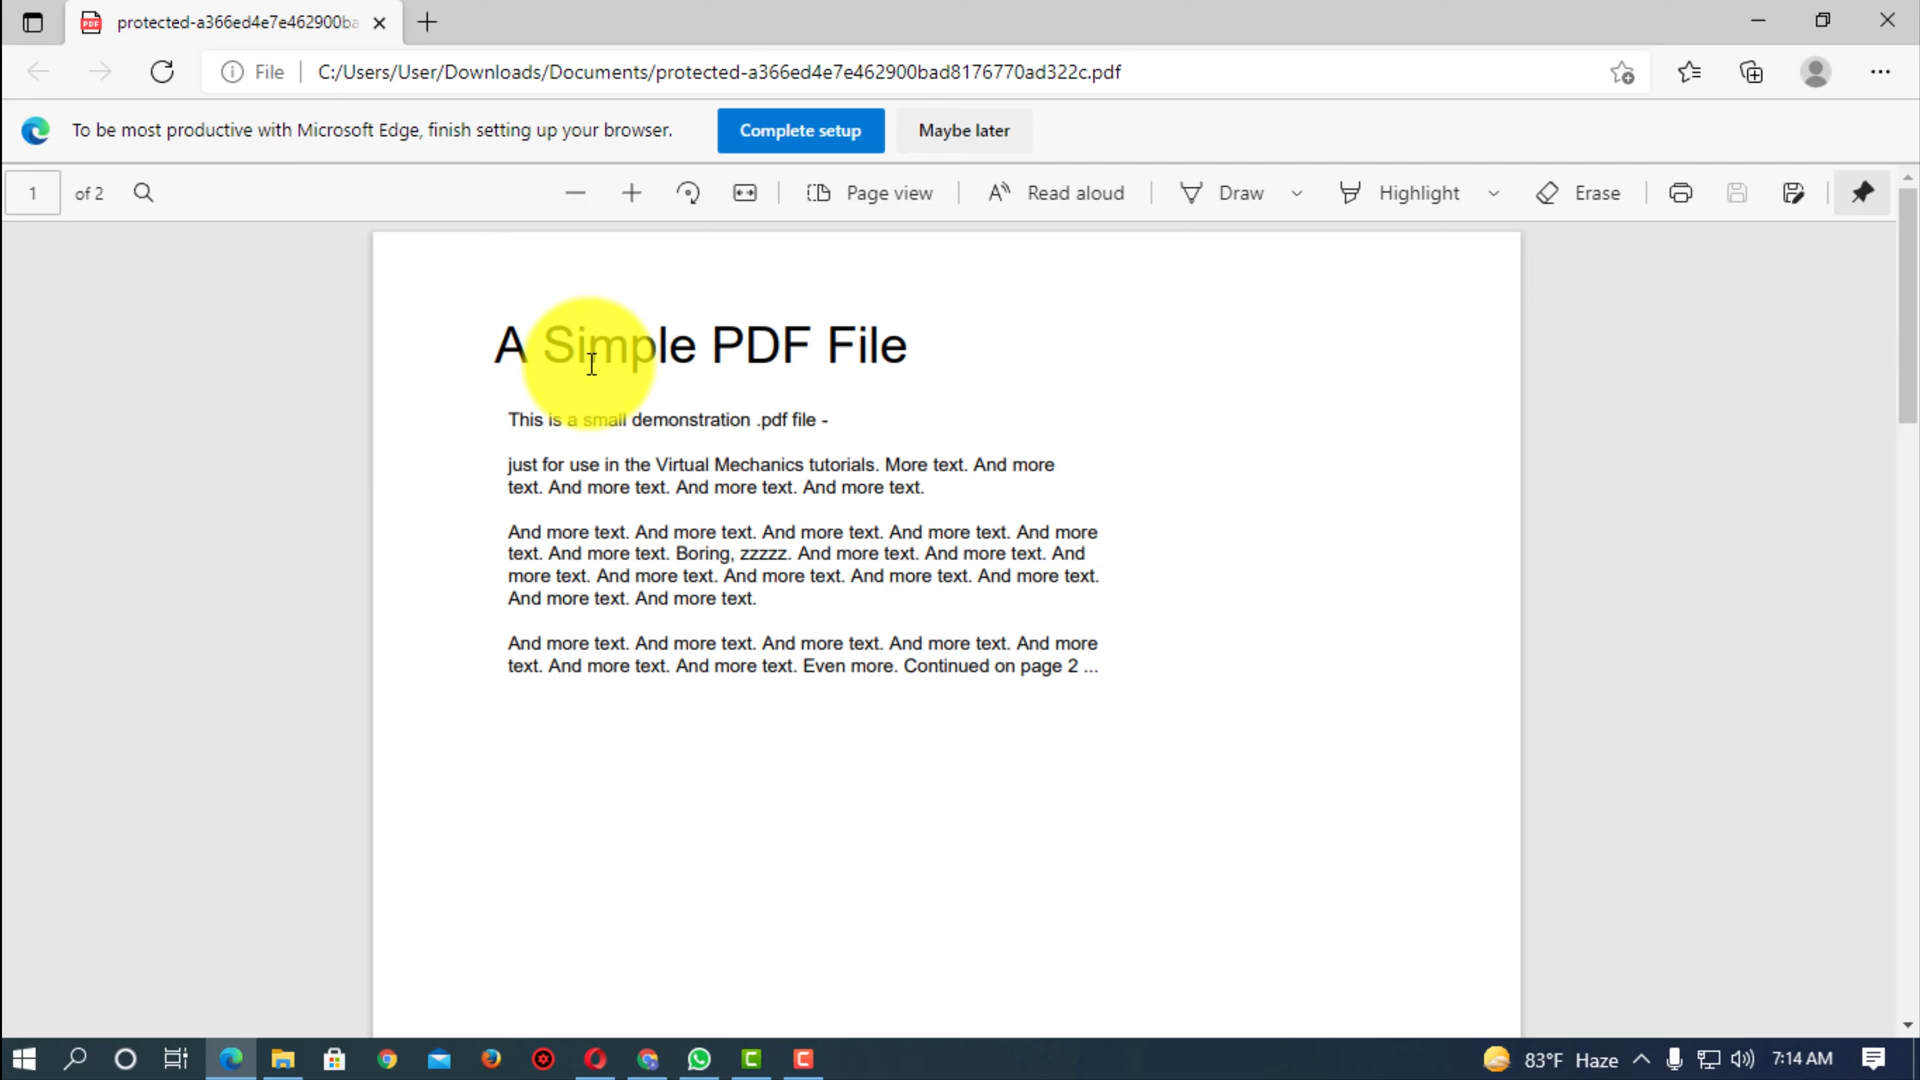 protected-a366ed4e7e462900ba
File
C:/Users/User/Downloads/Documents/protected-a366ed4e7e462900bad8176770ad322c.pdf
To be most productive with Microsoft Edge, finish setting up your browser.
Complete setup
Maybe later
1 of 2
Page view
Read aloud
Draw
Highlight
Erase
A Simple PDF File
This is a small demonstration .pdf file -
just for use in the Virtual Mechanics tutorials. More text. And more
text. And more text. And more text. And more text.
And more text. And more text. And more text. And more text. And more
text. And more text. Boring, zzzzz. And more text. And more text. And
more text. And more text. And more text. And more text. And more text.
And more text. And more text.
And more text. And more text. And more text. And more text. And more
text. And more text. And more text. Even more. Continued on page 2 ...
83°F Haze
7:14 AM